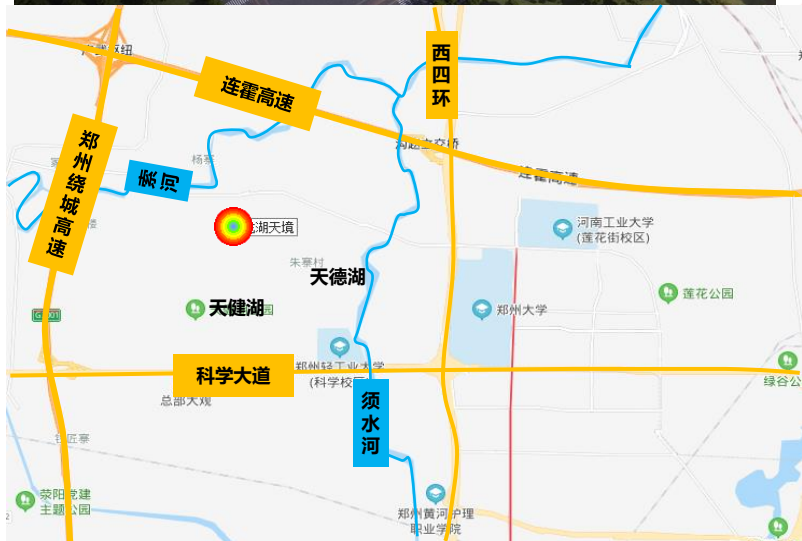 西四环
连霍高速
郑州绕城高速
杨寨
索河
沟赵立交桥
连霍高速
湖天境
河南工业大学
(莲花街校区)
朱寨村
天德湖
天健湖
莲花公园
郑州大学
郑州轻工业大学
(科学校区)
科学大道
总部大观
绿谷公
须水河
荥阳党建
主题公园
郑州黄河护理
职业学院